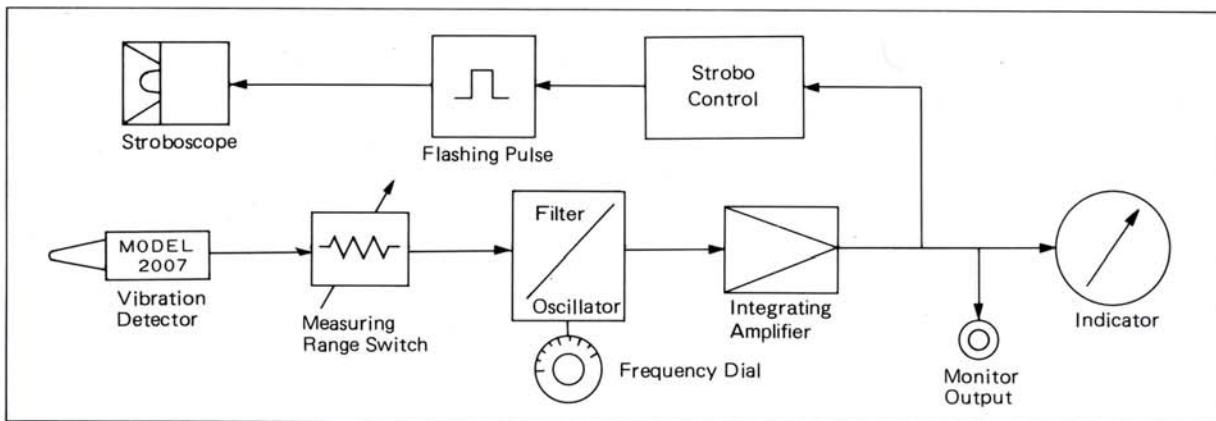 Strobo
Control
Stroboscope
Flashing Pulse
MODEL
2007
Vibration
Detector
Measuring
Range Switch
Filter
Oscillator
Frequency Dial
Integrating
Amplifier
Monitor
Output
Indicator